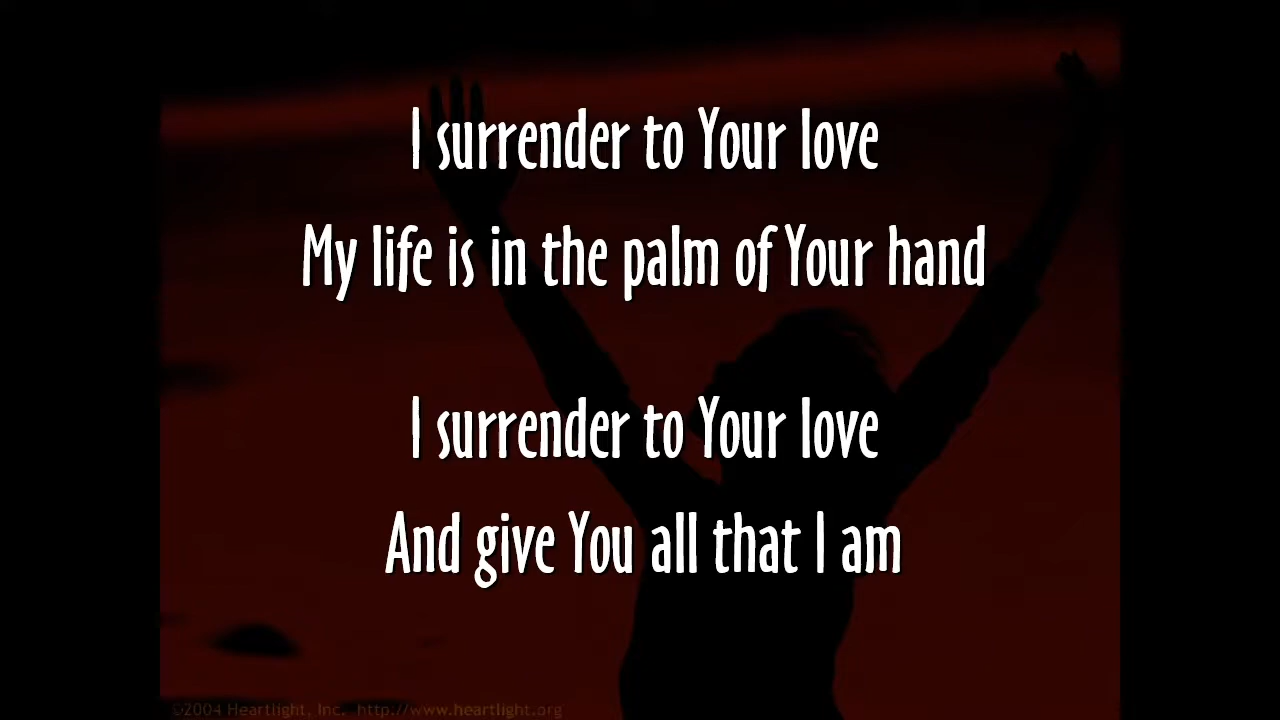 I surrender to Your love
My life is in the palm of Your hand
I surrender to Your love
And give You all that I am
©2004 Heartlight, Inc. http://www.heartlight.org